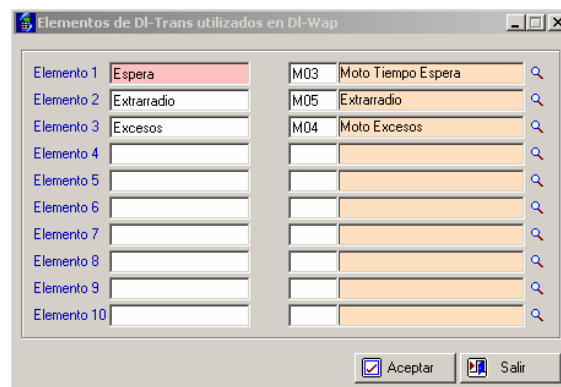 Elementos de Dl-Trans utilizados en Dl-Wap
Elemento 1 Espera M03 Moto Tiempo Espera
Elemento 2 Extrarradio M05 Extrarradio
Elemento 3 Excesos M04 Moto Excesos
Elemento 4
Elemento 5
Elemento 6
Elemento 7
Elemento 8
Elemento 9
Elemento 10
Aceptar Salir